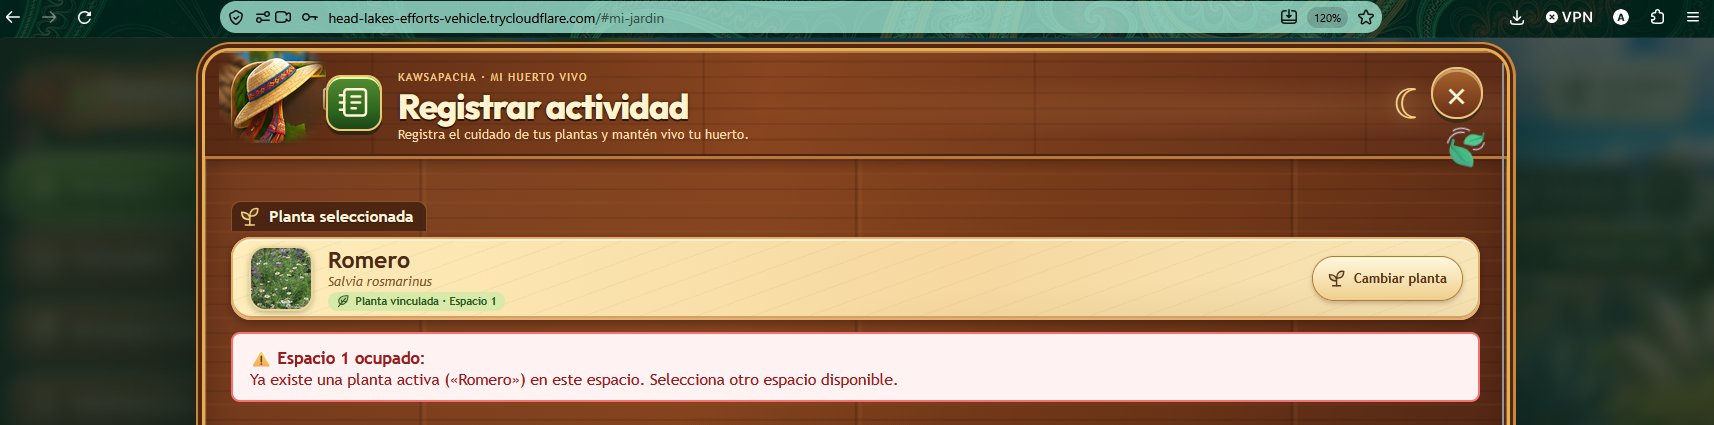 head-lakes-efforts-vehicle.trycloudflare.com/#mi-jardin
120%
VPN
A
KAWSAPACHA · MI HUERTO VIVO
Registrar actividad
Registra el cuidado de tus plantas y mantén vivo tu huerto.
Planta seleccionada
Romero
Salvia rosmarinus
Planta vinculada · Espacio 1
Cambiar planta
Espacio 1 ocupado:
Ya existe una planta activa («Romero») en este espacio. Selecciona otro espacio disponible.